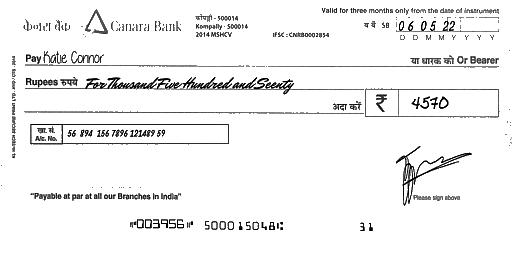 Valid for three months only from the date of instrument
केनरा बैंक Canara Bank
कोंपल्ली - 500014
Kompally - 500014
2014 MSHCV
IFSC : CNRB0002854
SB 06 05 22
D D M M Y Y Y Y
Pay Katie Connor या धारक को Or Bearer
Rupees रुपये For Thousand Five Hundred and Seenty
अदा करें ₹ 4570
खा. सं.
A/c. No. 56 894 156 7896 121489 59
Please sign above
"Payable at par at all our Branches in India"
⑈003956⑈ 500015048⑆ 31